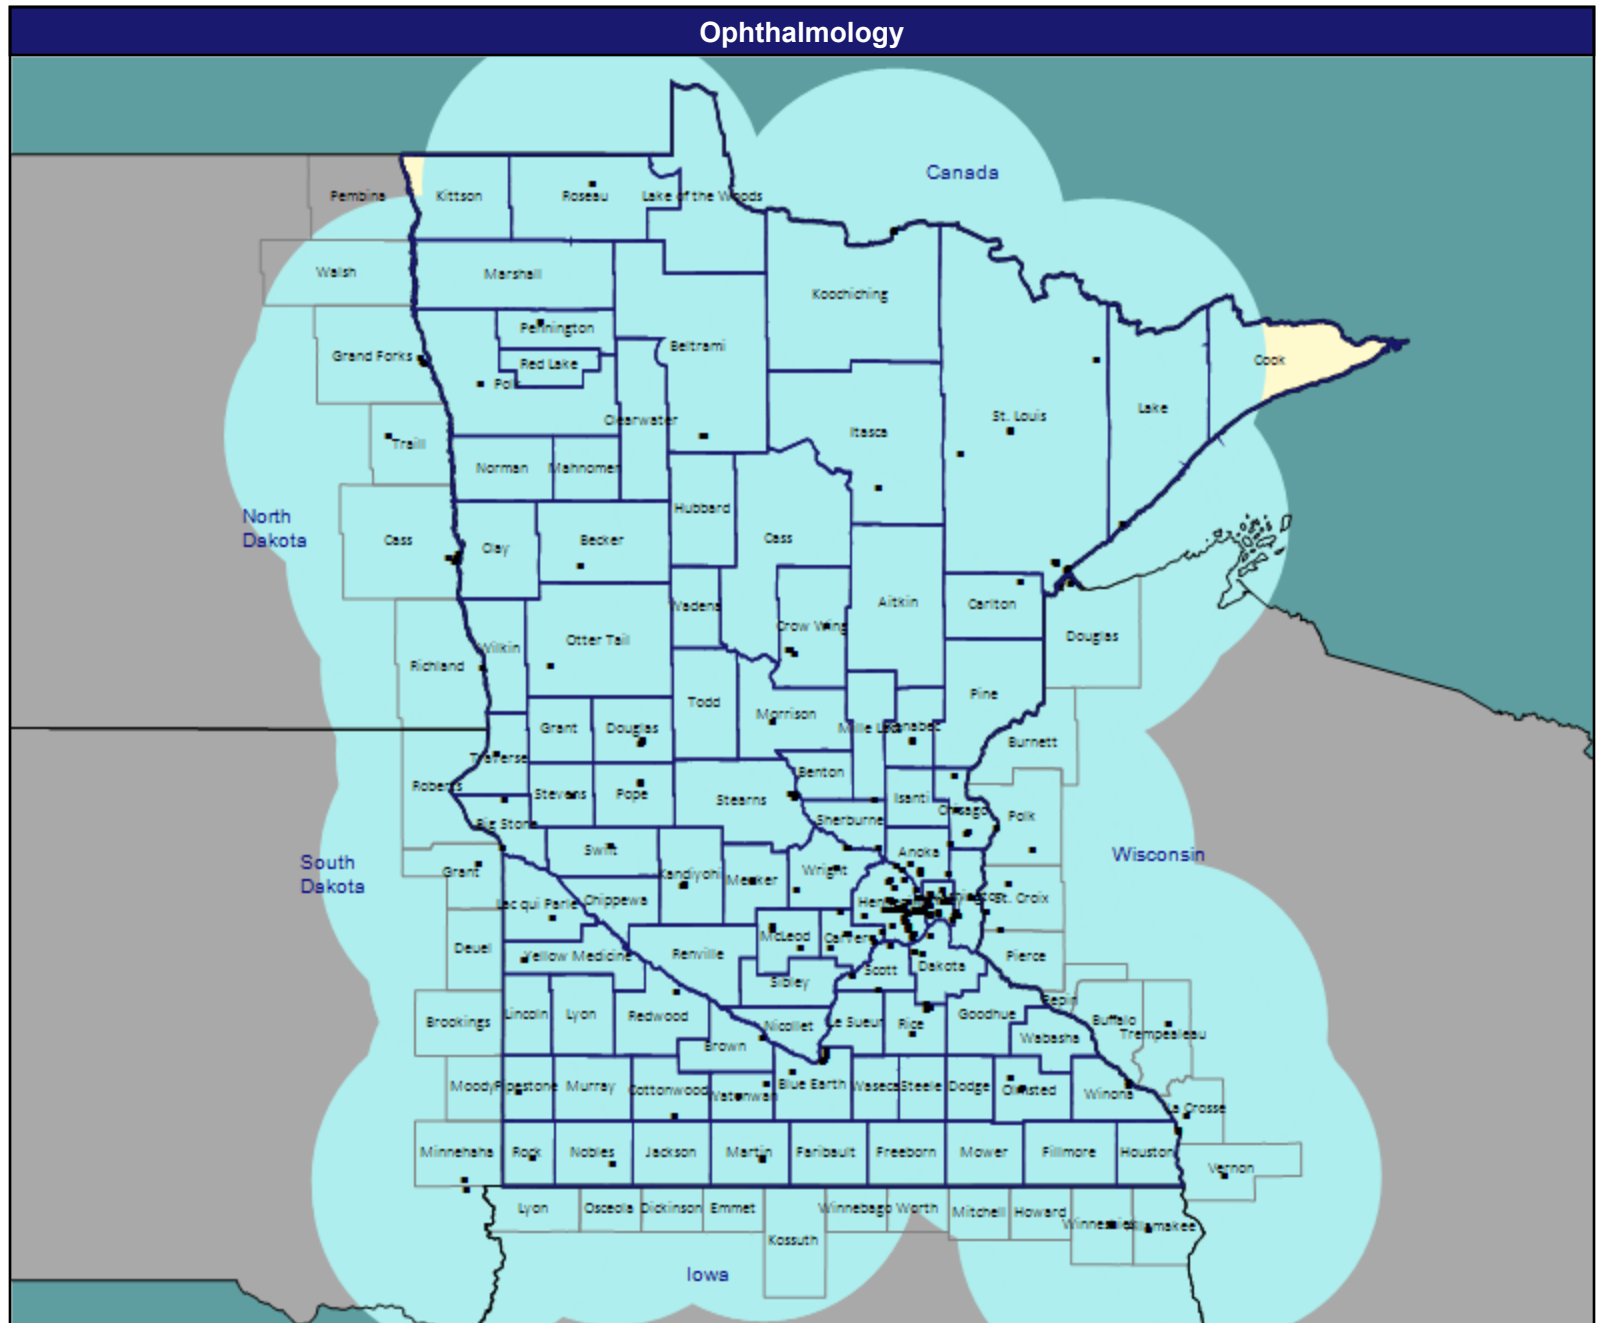 Ophthalmology
Canada
Pembina
Kittson
Roseau
Lake of the Woods
Walsh
Marshall
Koochiching
Pennington
Grand Forks
Red Lake
Beltrami
Cook
Polk
Clearwater
St. Louis
Lake
Itasca
Traill
Norman
Mahnomen
Hubbard
North
Dakota
Cass
Clay
Becker
Cass
Aitkin
Carlton
Wadena
Crow Wing
Douglas
Otter Tail
Wilkin
Richland
Pine
Todd
Morrison
Grant
Douglas
Mille Lacs
Kanabec
Burnett
Traverse
Benton
Roberts
Stevens
Pope
Stearns
Isanti
Chisago
Polk
Big Stone
Sherburne
Swift
Anoka
Wisconsin
South
Dakota
Grant
Kandiyohi
Meeker
Wright
Lac qui Parle
Chippewa
St. Croix
McLeod
Carver
Deuel
Yellow Medicine
Renville
Scott
Dakota
Pierce
Sibley
Pepin
Brookings
Lincoln
Lyon
Redwood
Nicollet
Le Sueur
Rice
Goodhue
Buffalo
Trempealeau
Wabasha
Brown
Moody
Pipestone
Murray
Cottonwood
Watonwan
Blue Earth
Waseca
Steele
Dodge
Olmsted
Winona
La Crosse
Minnehaha
Rock
Nobles
Jackson
Martin
Faribault
Freeborn
Mower
Fillmore
Houston
Vernon
Lyon
Osceola
Dickinson
Emmet
Winnebago
Worth
Mitchell
Howard
Kossuth
Iowa